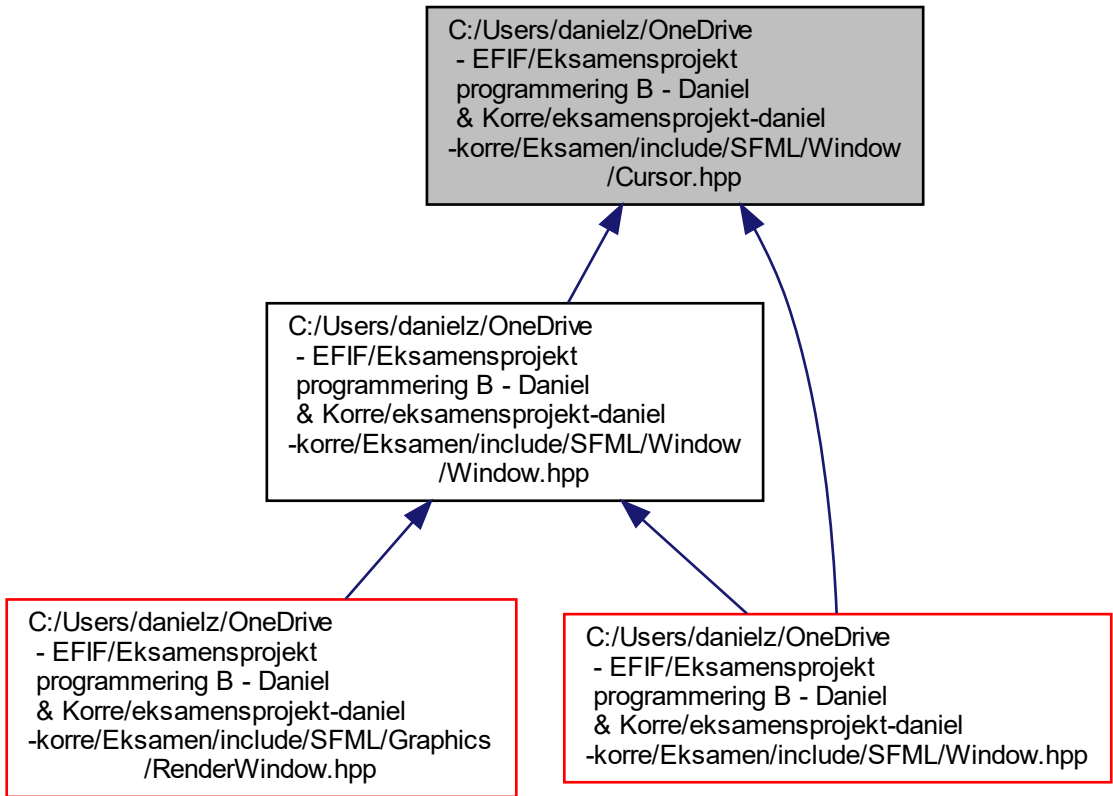 C:/Users/danielz/OneDrive
- EFIF/Eksamensprojekt
programmering B - Daniel
& Korre/eksamensprojekt-daniel
-korre/Eksamen/include/SFML/Window
/Cursor.hpp
C:/Users/danielz/OneDrive
- EFIF/Eksamensprojekt
programmering B - Daniel
& Korre/eksamensprojekt-daniel
-korre/Eksamen/include/SFML/Window
/Window.hpp
C:/Users/danielz/OneDrive
- EFIF/Eksamensprojekt
programmering B - Daniel
& Korre/eksamensprojekt-daniel
-korre/Eksamen/include/SFML/Graphics
/RenderWindow.hpp
C:/Users/danielz/OneDrive
- EFIF/Eksamensprojekt
programmering B - Daniel
& Korre/eksamensprojekt-daniel
-korre/Eksamen/include/SFML/Window.hpp